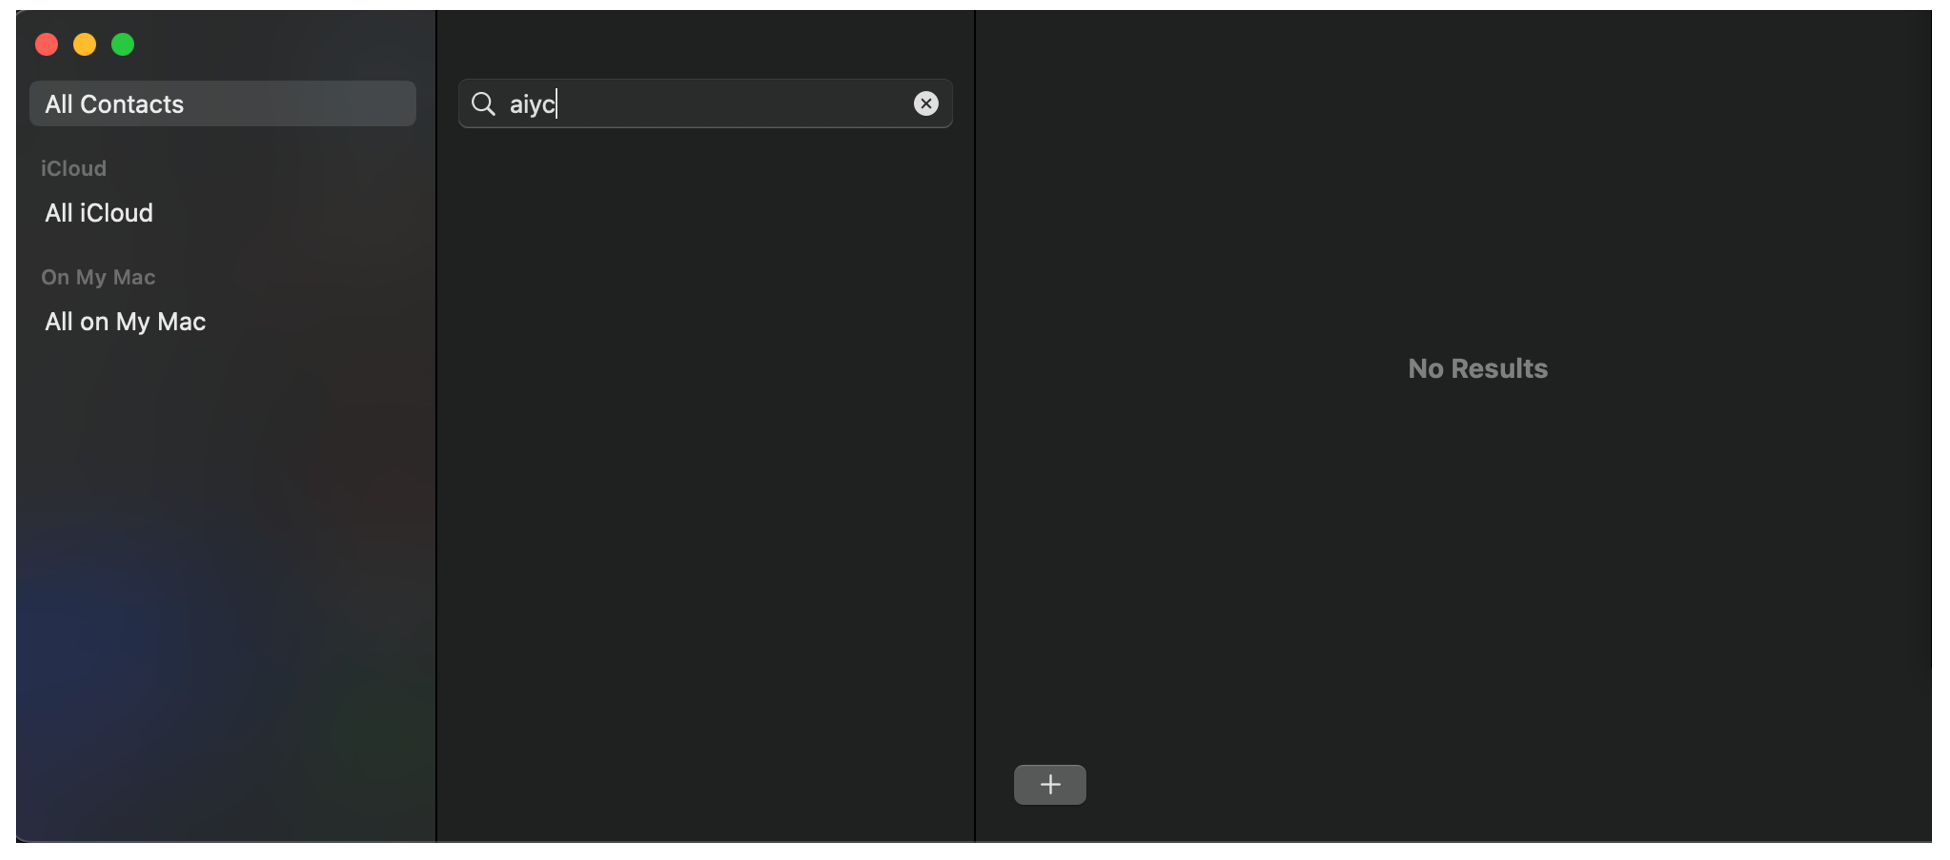 All Contacts
iCloud
All iCloud
On My Mac
All on My Mac
aiyc
No Results